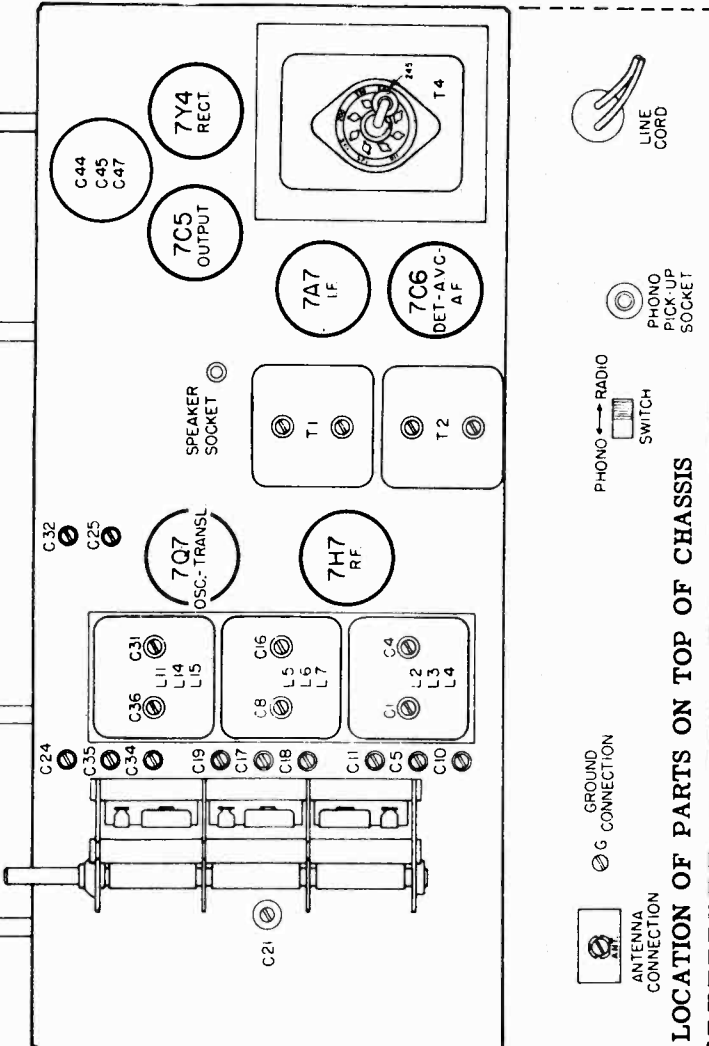 C44
C45
C47
7Y4
RECT.
7C5
OUTPUT
245
T4
LINE
CORD
7A7
I.F.
7C6
DET-AVC-
A F
PHONO
PICK-UP
SOCKET
SPEAKER
SOCKET
T1
T2
PHONO ←→ RADIO
SWITCH
C32
C25
7Q7
OSC.-TRANSL.
7H7
R.F.
C31
C36
L11
L14
L15
C16
C8
L5
L6
L7
C4
C1
L2
L3
L4
C24
C35
C34
C19
C17
C18
C11
C5
C10
GROUND
G CONNECTION
C21
ANT.
ANTENNA
CONNECTION
LOCATION OF PARTS ON TOP OF CHASSIS